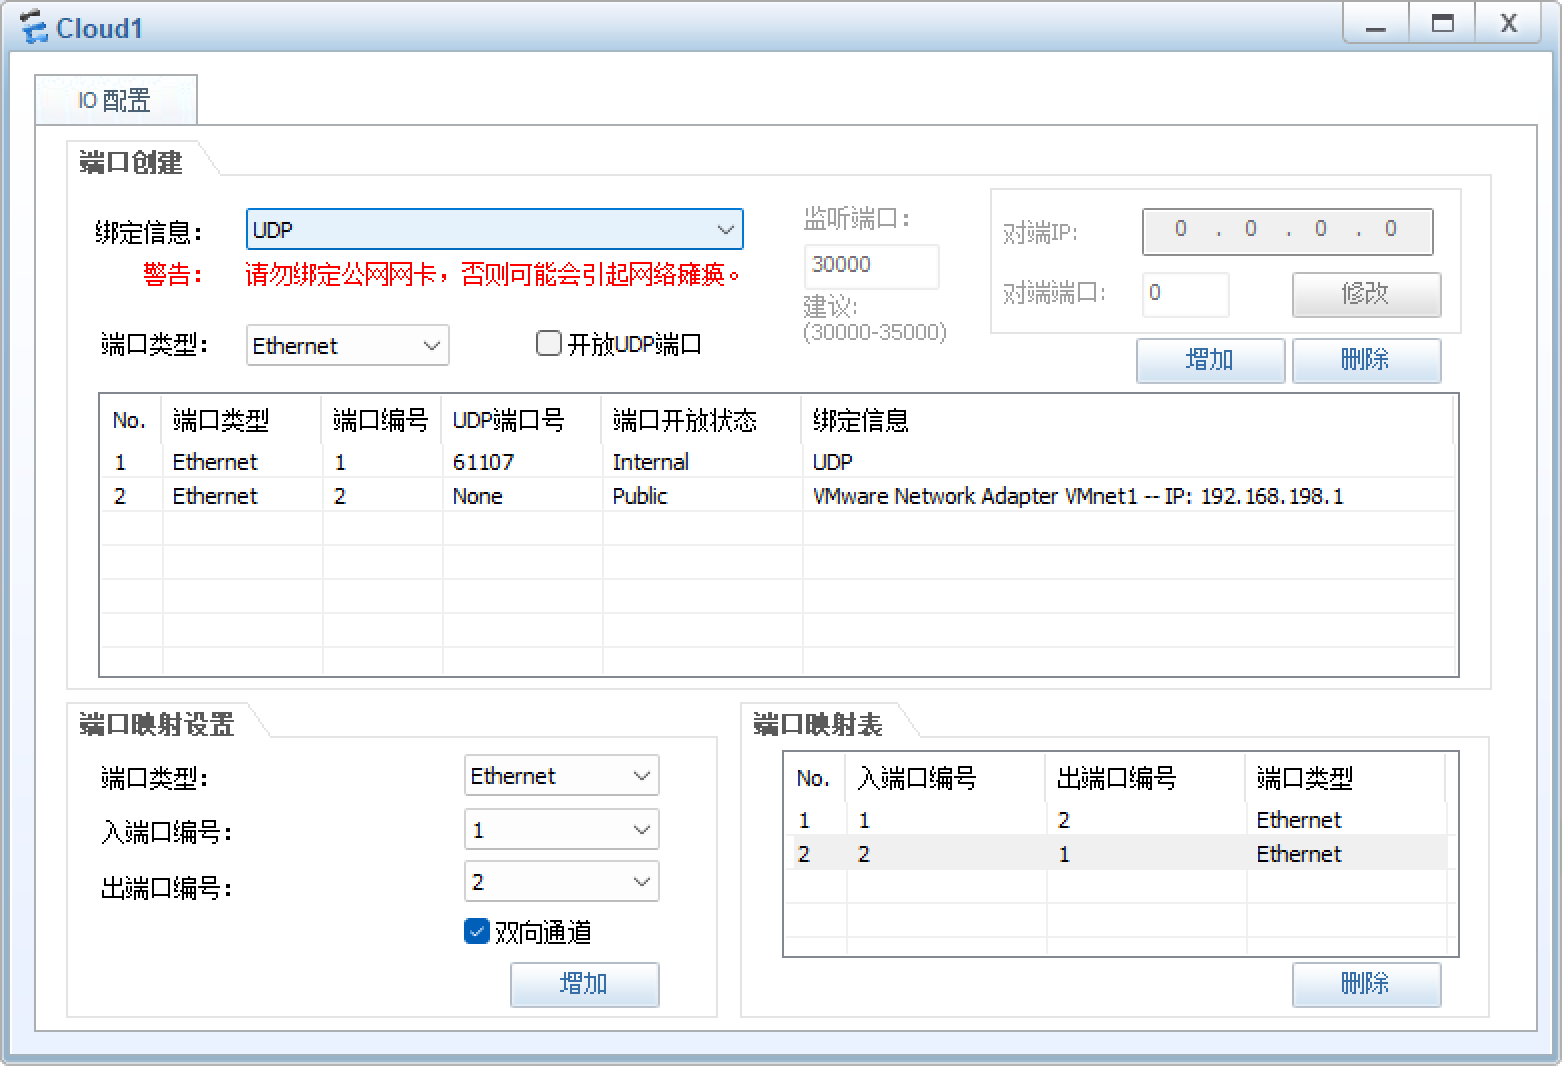 Cloud1
IO 配置
端口创建
绑定信息： UDP
警告： 请勿绑定公网网卡，否则可能会引起网络瘫痪。
端口类型： Ethernet 开放UDP端口
监听端口：
30000
建议:
(30000-35000)
对端IP: 0 . 0 . 0 . 0
对端端口: 0 修改
增加 删除
No. 端口类型 端口编号 UDP端口号 端口开放状态 绑定信息
1 Ethernet 1 61107 Internal UDP
2 Ethernet 2 None Public VMware Network Adapter VMnet1 -- IP: 192.168.198.1
端口映射设置
端口类型： Ethernet
入端口编号： 1
出端口编号： 2
双向通道
增加
端口映射表
No. 入端口编号 出端口编号 端口类型
1 1 2 Ethernet
2 2 1 Ethernet
删除